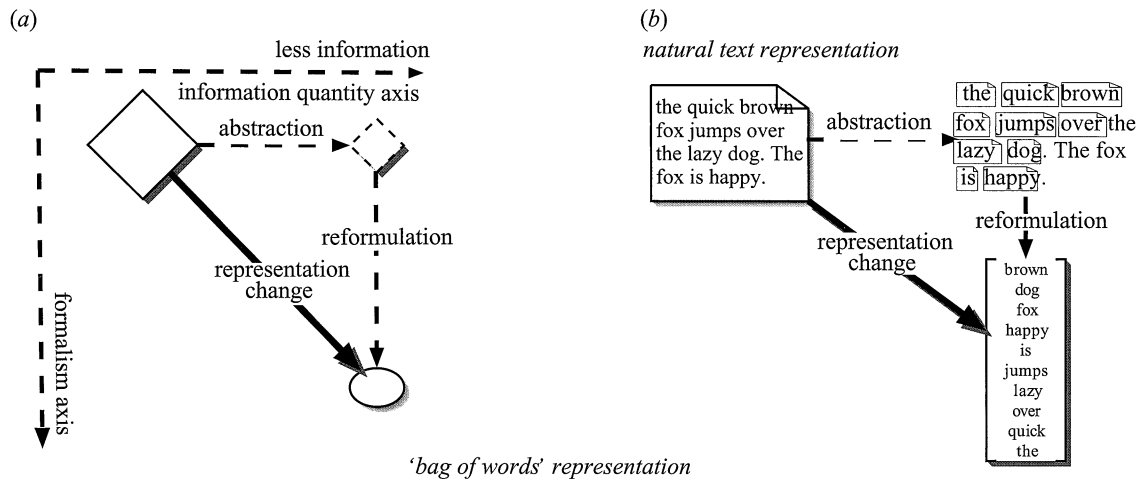 (a)
less information
information quantity axis
abstraction
reformulation
representation
change
formalism axis
(b)
natural text representation
the quick brown
fox jumps over
the lazy dog. The
fox is happy.
abstraction
the quick brown
fox jumps over the
lazy dog. The fox
is happy.
reformulation
representation
change
brown
dog
fox
happy
is
jumps
lazy
over
quick
the
‘bag of words’ representation